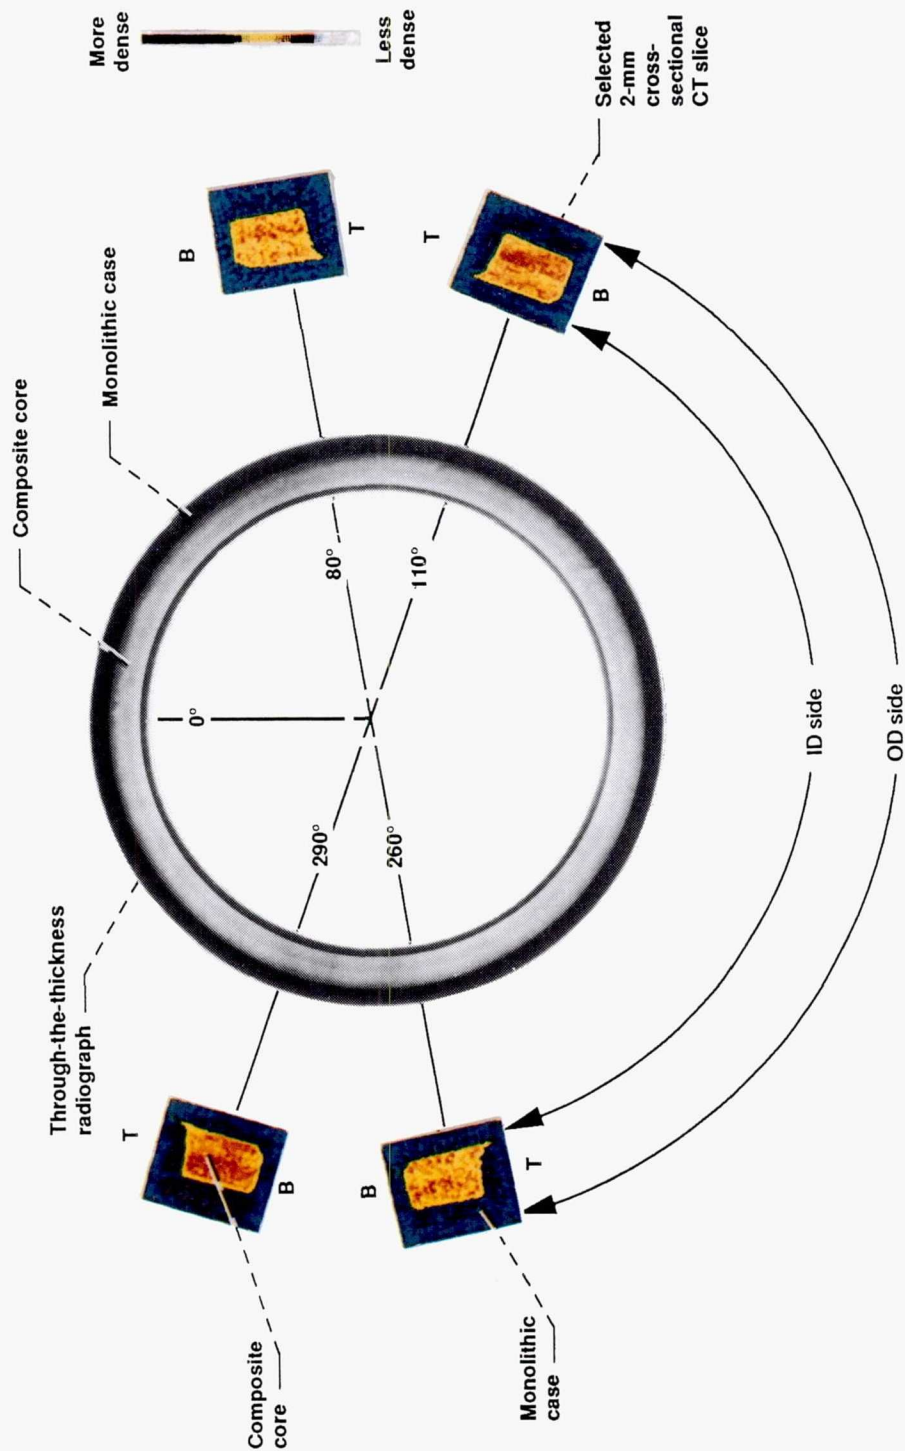 More
dense
Less
dense
Composite core
Monolithic case
Through-the-thickness
radiograph
B
T
T
B
Selected
2-mm
cross-
sectional
CT slice
0°
80°
110°
290°
260°
T
B
B
T
Composite
core
Monolithic
case
ID side
OD side